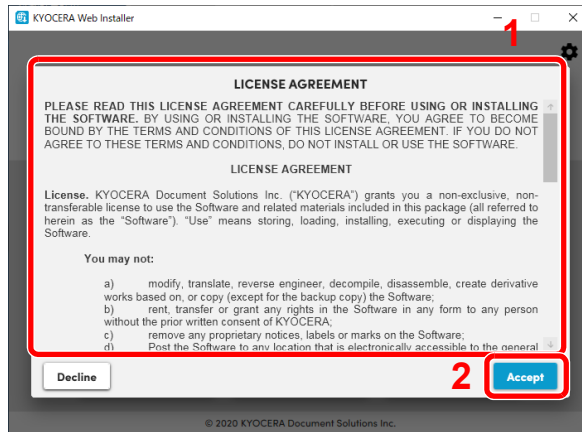 KYOCERA Web Installer
1
LICENSE AGREEMENT
PLEASE READ THIS LICENSE AGREEMENT CAREFULLY BEFORE USING OR INSTALLING
THE SOFTWARE. BY USING OR INSTALLING THE SOFTWARE, YOU AGREE TO BECOME
BOUND BY THE TERMS AND CONDITIONS OF THIS LICENSE AGREEMENT. IF YOU DO NOT
AGREE TO THESE TERMS AND CONDITIONS, DO NOT INSTALL OR USE THE SOFTWARE.
LICENSE AGREEMENT
License. KYOCERA Document Solutions Inc. (“KYOCERA”) grants you a non-exclusive, non-
transferable license to use the Software and related materials included in this package (all referred to
herein as the “Software”). “Use” means storing, loading, installing, executing or displaying the
Software.
You may not:
a) modify, translate, reverse engineer, decompile, disassemble, create derivative
works based on, or copy (except for the backup copy) the Software;
b) rent, transfer or grant any rights in the Software in any form to any person
without the prior written consent of KYOCERA;
c) remove any proprietary notices, labels or marks on the Software;
d) Post the Software to any location that is electronically accessible to the general
Decline
2
Accept
© 2020 KYOCERA Document Solutions Inc.